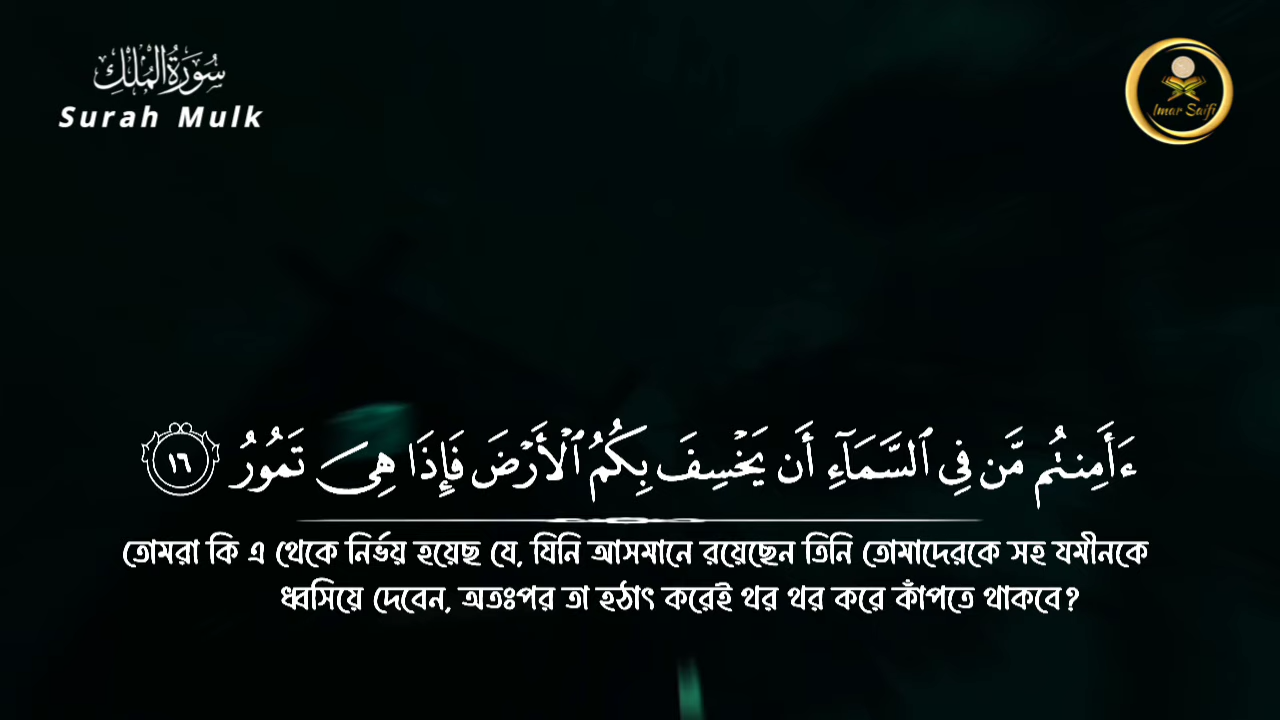 سُورَةُ الْمُلْكِ
Surah Mulk
Imar Saifi
ءَأَمِنتُم مَّن فِي ٱلسَّمَآءِ أَن يَخْسِفَ بِكُمُ ٱلْأَرْضَ فَإِذَا هِىَ تَمُورُ ١٦
তোমরা কি এ থেকে নির্ভয় হয়েছ যে, যিনি আসমানে রয়েছেন তিনি তোমাদেরকে সহ যমীনকে
ধ্বসিয়ে দেবেন, অতঃপর তা হঠাৎ করেই থর থর করে কাঁপতে থাকবে?